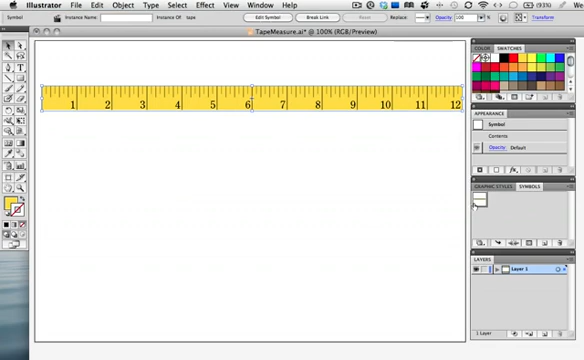 Illustrator File Edit Object Type Select Effect View Window Help
Symbol Instance Name: Instance Of: tape Edit Symbol Break Link Reset Replace: Opacity: 100 % Transform
TapeMeasure.ai* @ 100% (RGB/Preview)
COLOR SWATCHES
1 2 3 4 5 6 7 8 9 10 11 12
APPEARANCE
Symbol
Contents
Opacity: Default
GRAPHIC STYLES SYMBOLS
LAYERS
Layer 1
1 Layer